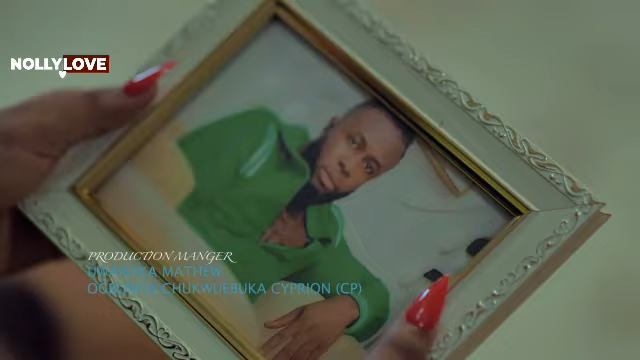 NOLLYLOVE
PRODUCTION MANGER
MATHEW
CHUKWUEBUKA CYPRION (CP)